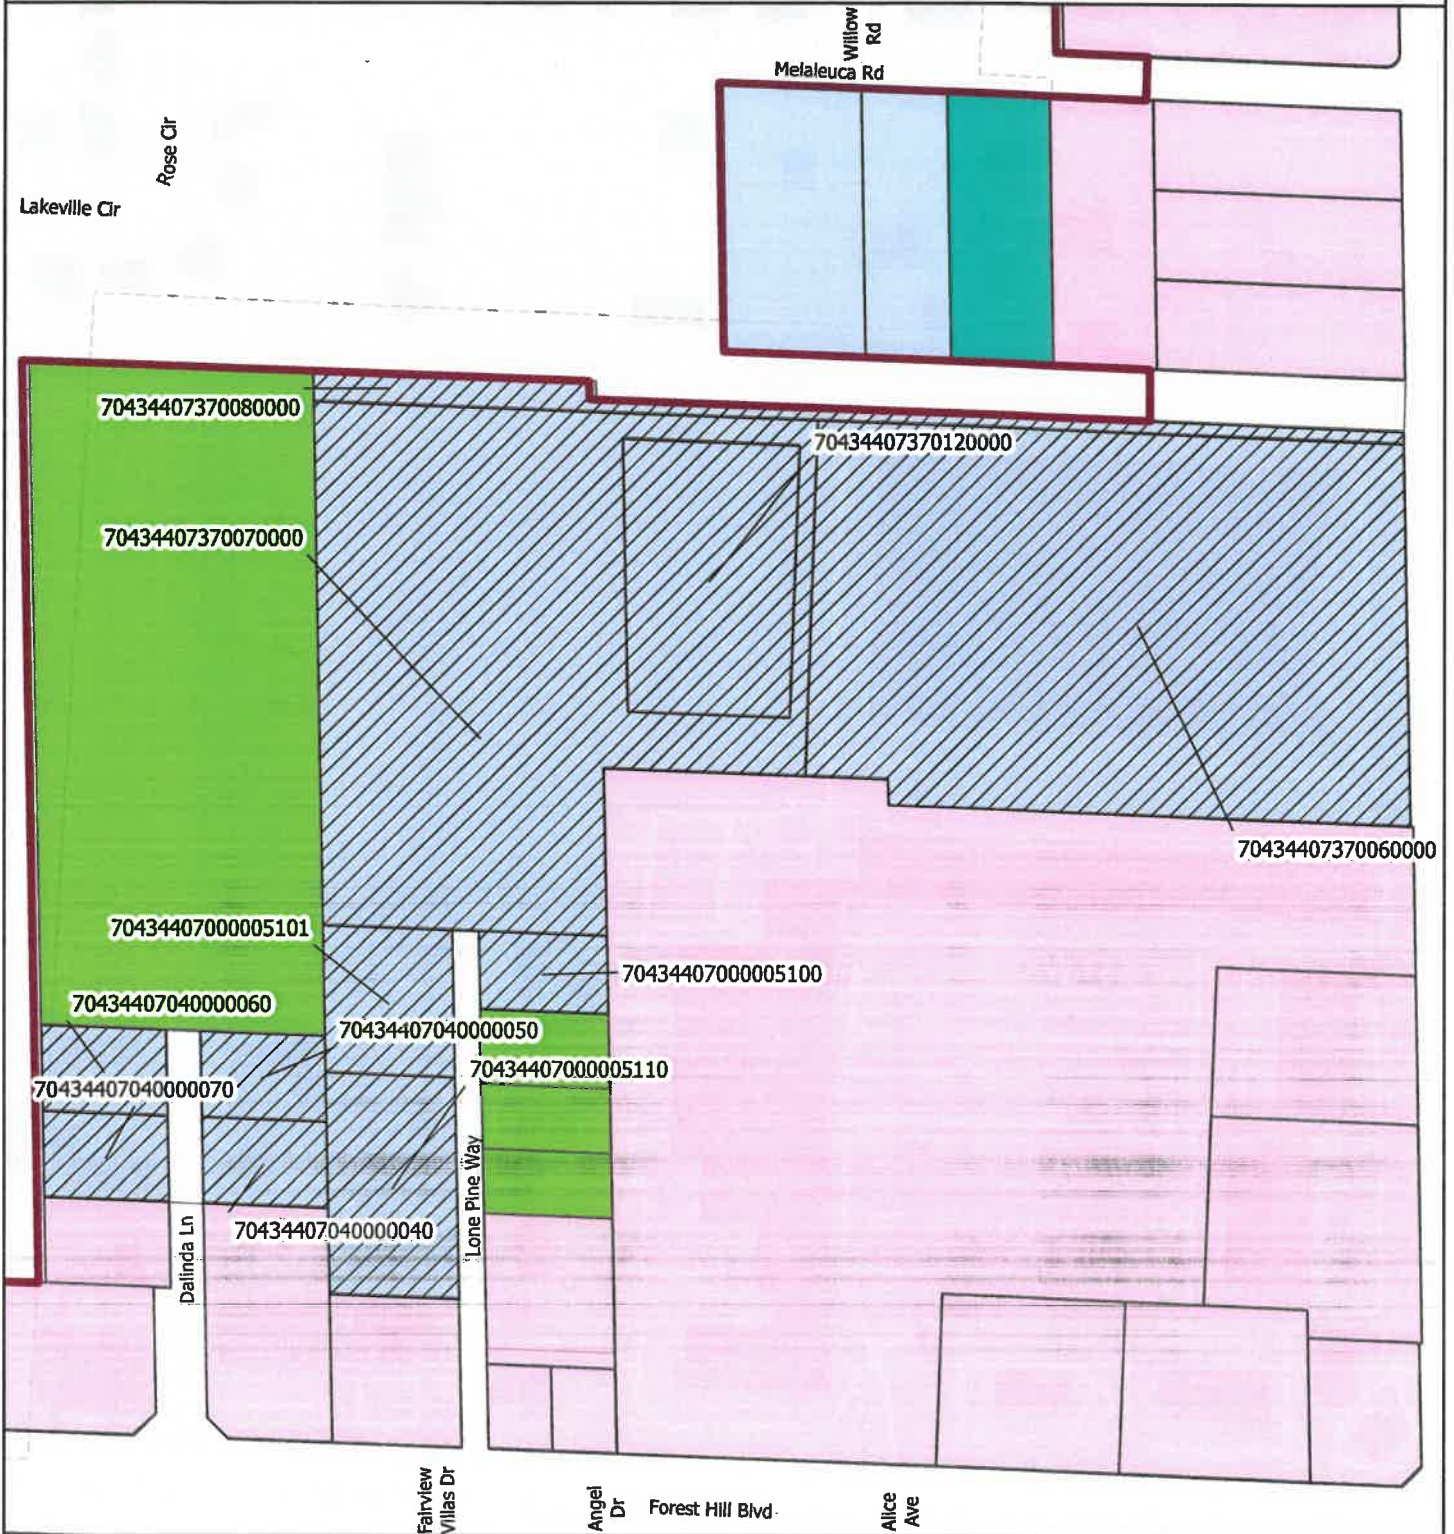 Willow
Rd
Melaleuca Rd
Rose Cir
Lakeville Cir
70434407370080000
70434407370120000
70434407370070000
70434407370060000
70434407000005101
70434407000005100
70434407040000060
70434407040000050
70434407000005110
70434407040000070
70434407040000040
Dalinda Ln
Lone Pine Way
Fairview
Villas Dr
Angel
Dr
Forest Hill Blvd
Alice
Ave